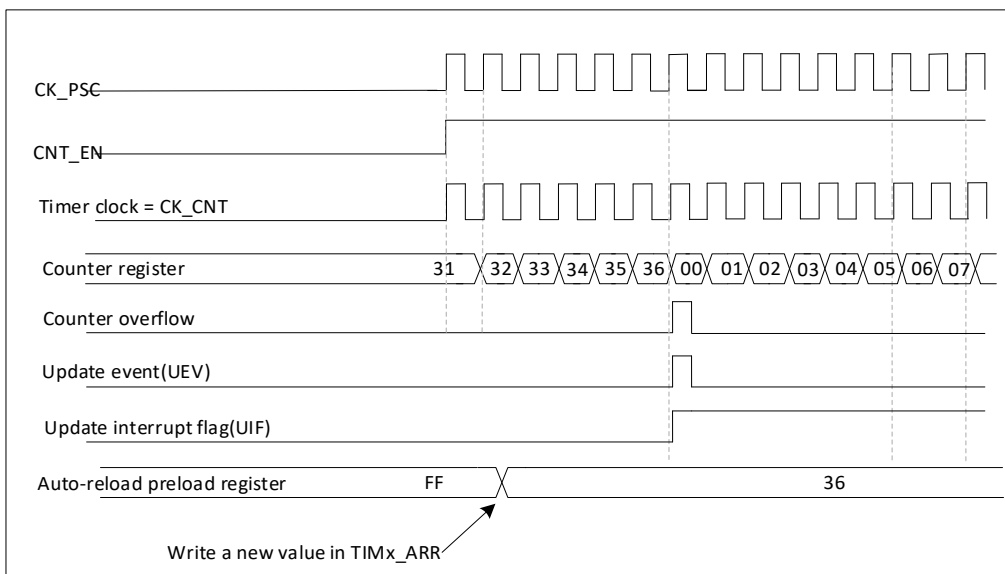 CK_PSC
CNT_EN
Timer clock = CK_CNT
Counter register 31 32 33 34 35 36 00 01 02 03 04 05 06 07
Counter overflow
Update event(UEV)
Update interrupt flag(UIF)
Auto-reload preload register FF 36
Write a new value in TIMx_ARR